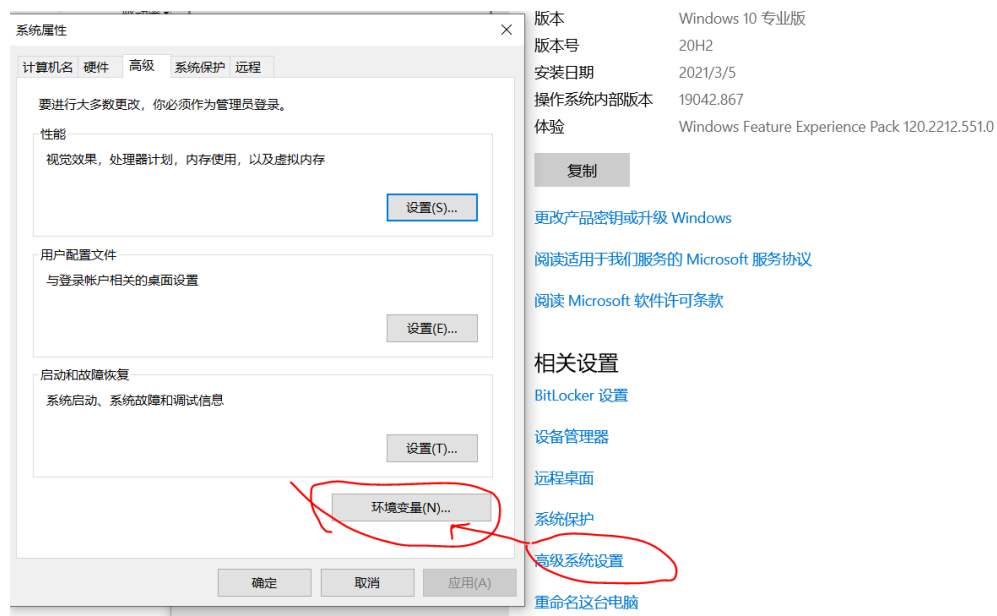 系统属性
计算机名 硬件 高级 系统保护 远程
要进行大多数更改，你必须作为管理员登录。
性能
视觉效果，处理器计划，内存使用，以及虚拟内存
设置(S)...
用户配置文件
与登录帐户相关的桌面设置
设置(E)...
启动和故障恢复
系统启动、系统故障和调试信息
设置(T)...
环境变量(N)...
确定 取消 应用(A)
版本 Windows 10 专业版
版本号 20H2
安装日期 2021/3/5
操作系统内部版本 19042.867
体验 Windows Feature Experience Pack 120.2212.551.0
复制
更改产品密钥或升级 Windows
阅读适用于我们服务的 Microsoft 服务协议
阅读 Microsoft 软件许可条款
相关设置
BitLocker 设置
设备管理器
远程桌面
系统保护
高级系统设置
重命名这台电脑